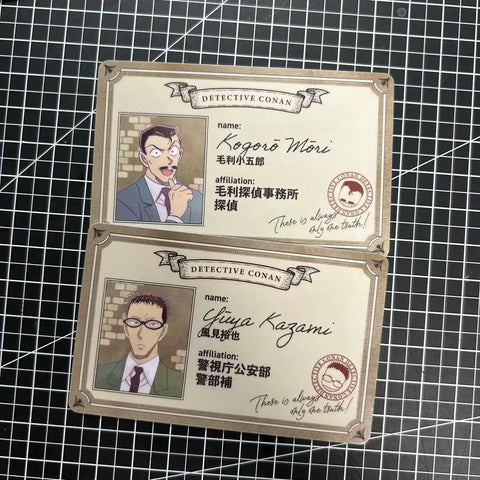 DETECTIVE CONAN
name:
Kogorō Mōri
毛利小五郎
affiliation:
毛利探偵事務所
探偵
There is always
only one truth!
DETECTIVE CONAN
name:
Yūya Kazami
風見裕也
affiliation:
警視庁公安部
警部補
There is always
only one truth!